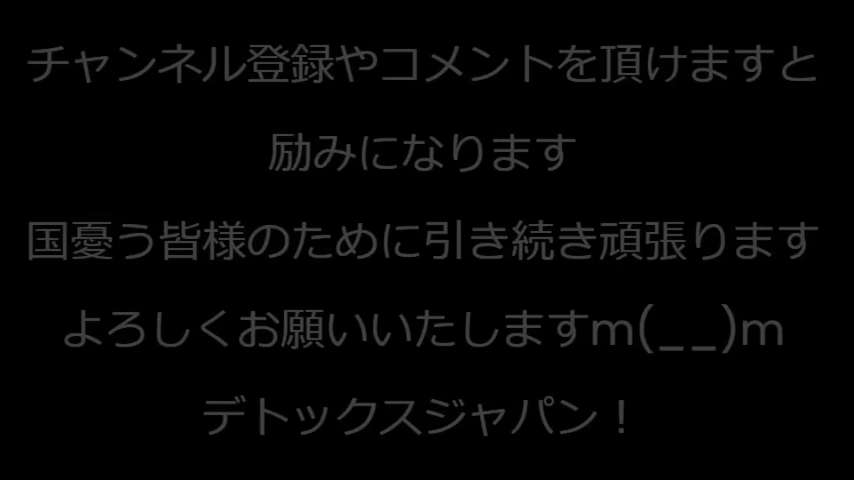 チャンネル登録やコメントを頂けますと
励みになります
国憂う皆様のために引き続き頑張ります
よろしくお願いいたしますm(__)m
デトックスジャパン！